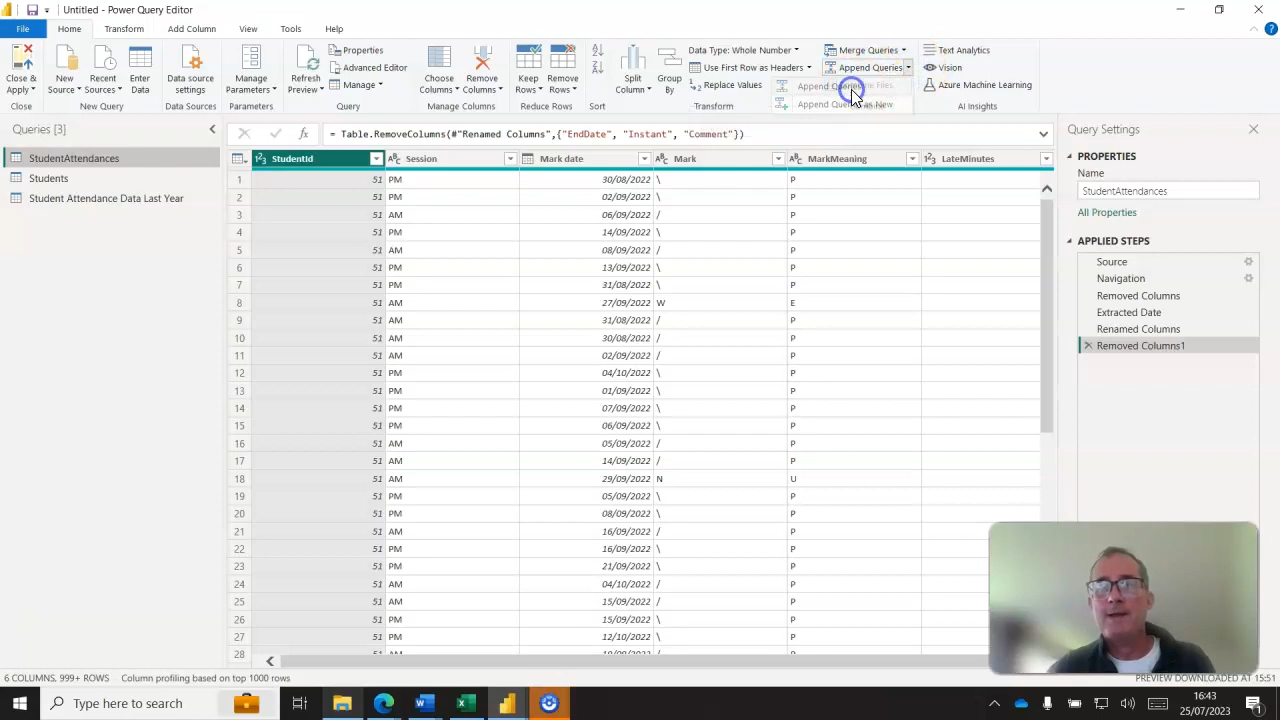 Untitled - Power Query Editor
File Home Transform Add Column View Tools Help
Close & Apply
New Source
Recent Sources
Enter Data
Data source settings
Manage Parameters
Refresh Preview
Properties
Advanced Editor
Manage
Choose Columns
Remove Columns
Keep Rows
Remove Rows
Split Column
Group By
Data Type: Whole Number
Use First Row as Headers
Replace Values
Merge Queries
Append Queries
Append Queries
Append Queries as New
Text Analytics
Vision
Azure Machine Learning
Close New Query Data Sources Parameters Query Manage Columns Reduce Rows Sort Transform AI Insights
Queries [3]
StudentAttendances
Students
Student Attendance Data Last Year
= Table.RemoveColumns(#"Renamed Columns",{"EndDate", "Instant", "Comment"})
StudentId Session Mark date Mark MarkMeaning LateMinutes
1 51 PM 30/08/2022 \ P
2 51 PM 02/09/2022 \ P
3 51 AM 06/09/2022 / P
4 51 PM 14/09/2022 \ P
5 51 AM 08/09/2022 / P
6 51 PM 13/09/2022 \ P
7 51 PM 31/08/2022 \ P
8 51 AM 27/09/2022 W E
9 51 AM 31/08/2022 / P
10 51 AM 30/08/2022 / P
11 51 AM 02/09/2022 / P
12 51 PM 04/10/2022 \ P
13 51 PM 01/09/2022 \ P
14 51 PM 07/09/2022 \ P
15 51 PM 06/09/2022 \ P
16 51 AM 05/09/2022 / P
17 51 AM 14/09/2022 / P
18 51 AM 29/09/2022 N U
19 51 PM 05/09/2022 \ P
20 51 PM 08/09/2022 \ P
21 51 AM 16/09/2022 / P
22 51 PM 16/09/2022 \ P
23 51 PM 21/09/2022 \ P
24 51 AM 04/10/2022 / P
25 51 AM 15/09/2022 / P
26 51 PM 15/09/2022 \ P
27 51 PM 12/10/2022 \ P
28
Query Settings
PROPERTIES
Name
StudentAttendances
All Properties
APPLIED STEPS
Source
Navigation
Removed Columns
Extracted Date
Renamed Columns
Removed Columns1
6 COLUMNS, 999+ ROWS Column profiling based on top 1000 rows
PREVIEW DOWNLOADED AT 15:51
Type here to search
16:43
25/07/2023